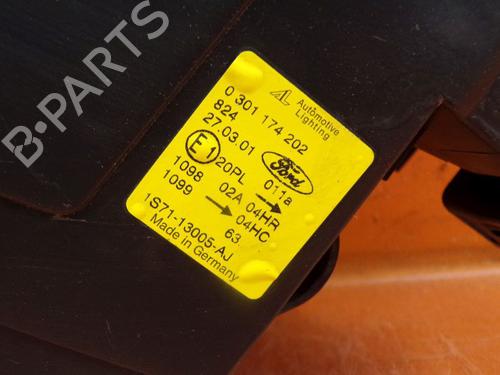 B-PARTS
AL Automotive
Lighting
0 301 174 202
824
27.03.01
Ford
E1 20PL 011a
1098 02A 04HR
1099 → 04HC
63
1S71-13005-AJ
Made in Germany